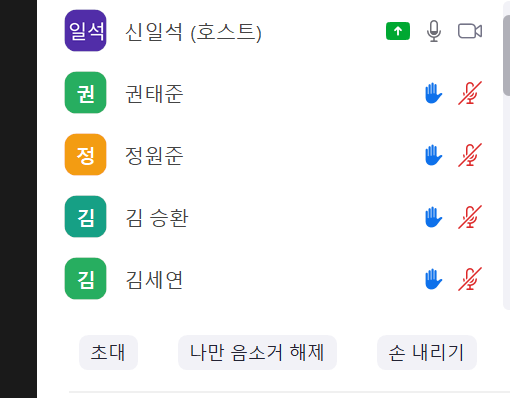 일석 신일석 (호스트)
권 권태준
정 정원준
김 김 승환
김 김세연
초대 나만 음소거 해제 손 내리기